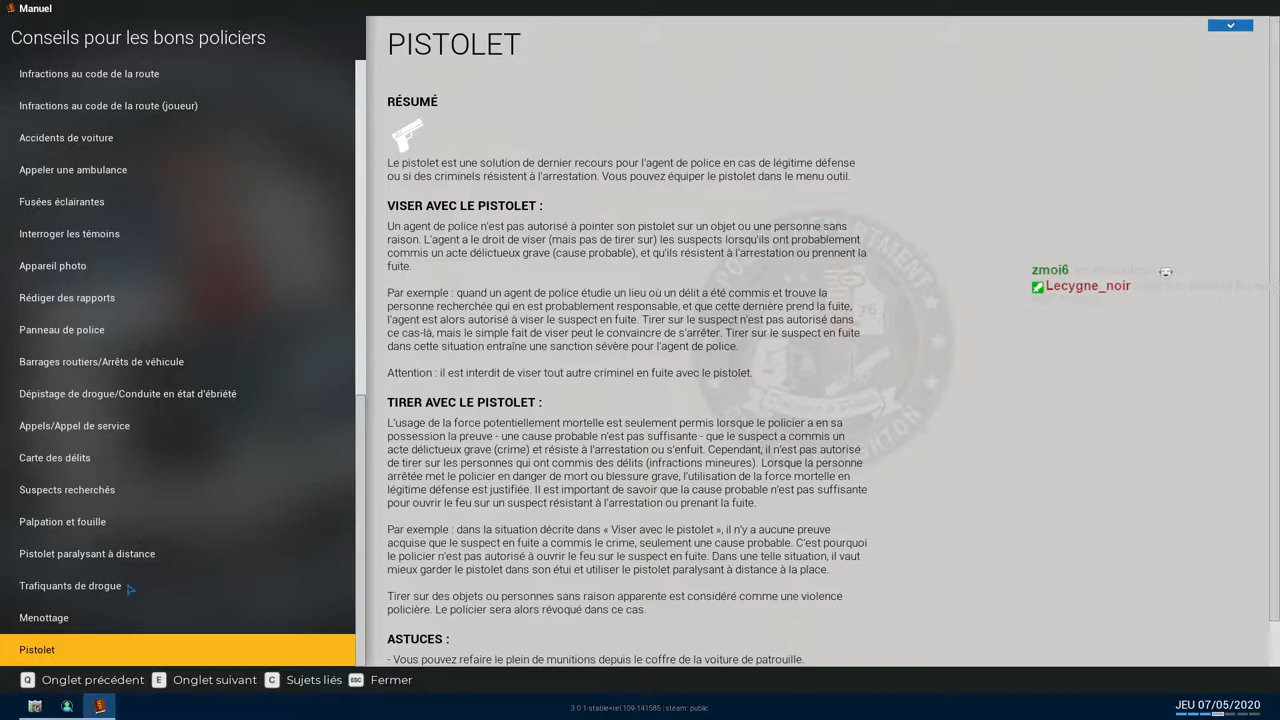 Manuel
Conseils pour les bons policiers
Infractions au code de la route
Infractions au code de la route (joueur)
Accidents de voiture
Appeler une ambulance
Fusées éclairantes
Interroger les témoins
Appareil photo
Rédiger des rapports
Panneau de police
Barrages routiers/Arrêts de véhicule
Dépistage de drogue/Conduite en état d'ébriété
Appels/Appel de service
Carte des délits
Suspects recherchés
Palpation et fouille
Pistolet paralysant à distance
Trafiquants de drogue
Menottage
Pistolet
PISTOLET
RÉSUMÉ
Le pistolet est une solution de dernier recours pour l'agent de police en cas de légitime défense
ou si des criminels résistent à l'arrestation. Vous pouvez équiper le pistolet dans le menu outil.
VISER AVEC LE PISTOLET :
Un agent de police n'est pas autorisé à pointer son pistolet sur un objet ou une personne sans
raison. L'agent a le droit de viser (mais pas de tirer sur) les suspects lorsqu'ils ont probablement
commis un acte délictueux grave (cause probable), et qu'ils résistent à l'arrestation ou prennent la
fuite.
Par exemple : quand un agent de police étudie un lieu où un délit a été commis et trouve la
personne recherchée qui en est probablement responsable, et que cette dernière prend la fuite,
l'agent est alors autorisé à viser le suspect en fuite. Tirer sur le suspect n'est pas autorisé dans
ce cas-là, mais le simple fait de viser peut le convaincre de s'arrêter. Tirer sur le suspect en fuite
dans cette situation entraîne une sanction sévère pour l'agent de police.
Attention : il est interdit de viser tout autre criminel en fuite avec le pistolet.
TIRER AVEC LE PISTOLET :
L'usage de la force potentiellement mortelle est seulement permis lorsque le policier a en sa
possession la preuve - une cause probable n'est pas suffisante - que le suspect a commis un
acte délictueux grave (crime) et résiste à l'arrestation ou s'enfuit. Cependant, il n'est pas autorisé
de tirer sur les personnes qui ont commis des délits (infractions mineures). Lorsque la personne
arrêtée met le policier en danger de mort ou blessure grave, l'utilisation de la force mortelle en
légitime défense est justifiée. Il est important de savoir que la cause probable n'est pas suffisante
pour ouvrir le feu sur un suspect résistant à l'arrestation ou prenant la fuite.
Par exemple : dans la situation décrite dans « Viser avec le pistolet », il n'y a aucune preuve
acquise que le suspect en fuite a commis le crime, seulement une cause probable. C'est pourquoi
le policier n'est pas autorisé à ouvrir le feu sur le suspect en fuite. Dans une telle situation, il vaut
mieux garder le pistolet dans son étui et utiliser le pistolet paralysant à distance à la place.
Tirer sur des objets ou personnes sans raison apparente est considéré comme une violence
policière. Le policier sera alors révoqué dans ce cas.
ASTUCES :
- Vous pouvez refaire le plein de munitions depuis le coffre de la voiture de patrouille.
zmoi6
Lecygne_noir
Q Onglet précédent E Onglet suivant C Sujets liés ESC Fermer
3.0.1-stable+rel.109-141585 | steam: public
JEU 07/05/2020